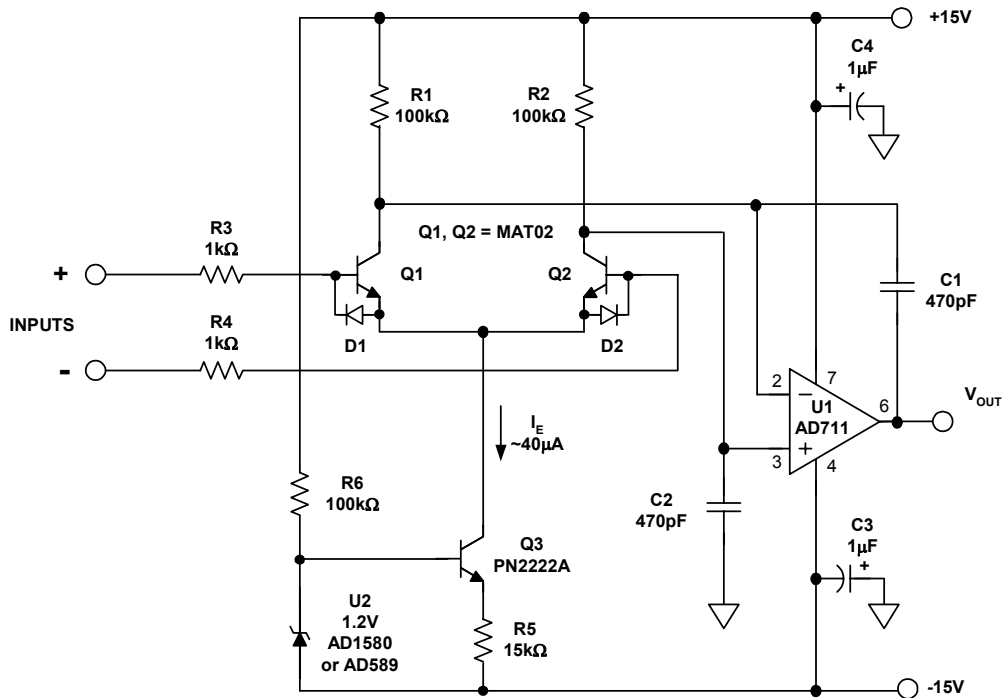 +15V
C4
1μF
+
R1
100kΩ
R2
100kΩ
R3
1kΩ
Q1, Q2 = MAT02
+
Q1
Q2
C1
470pF
INPUTS
R4
1kΩ
D1
D2
-
2
7
6
VOUT
U1
AD711
−
+
3
4
IE
~40μA
R6
100kΩ
C2
470pF
Q3
PN2222A
C3
1μF
+
U2
1.2V
AD1580
or AD589
R5
15kΩ
-15V